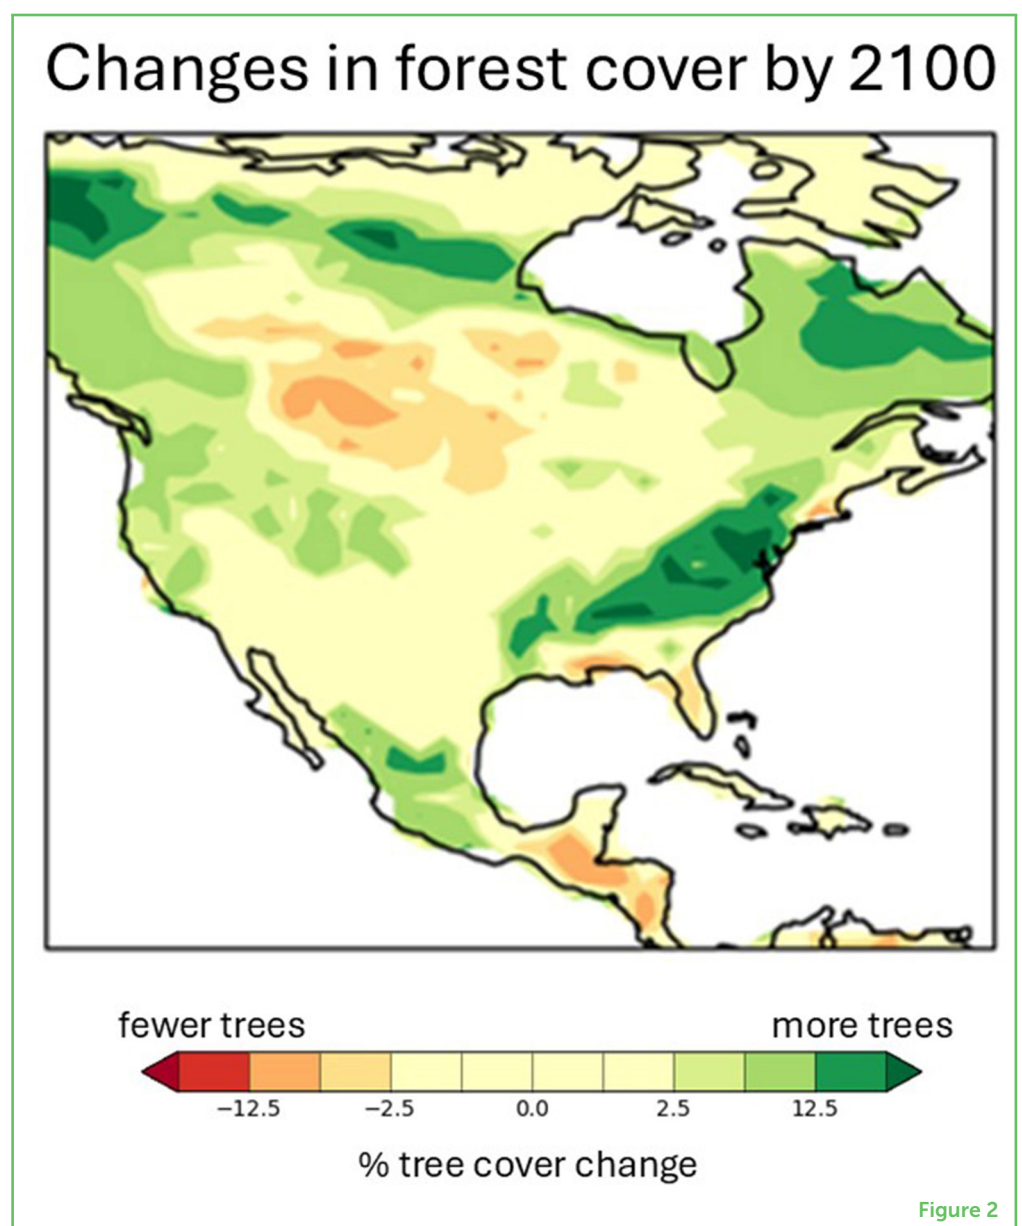 Changes in forest cover by 2100
fewer trees more trees
−12.5 −2.5 0.0 2.5 12.5
% tree cover change
Figure 2